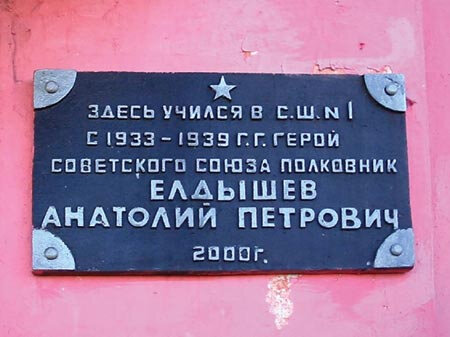 ЗДЕСЬ УЧИЛСЯ В С.Ш. N 1
С 1933-1939 Г.Г. ГЕРОЙ
СОВЕТСКОГО СОЮЗА ПОЛКОВНИК
ЕЛДЫШЕВ
АНАТОЛИЙ ПЕТРОВИЧ
2000г.